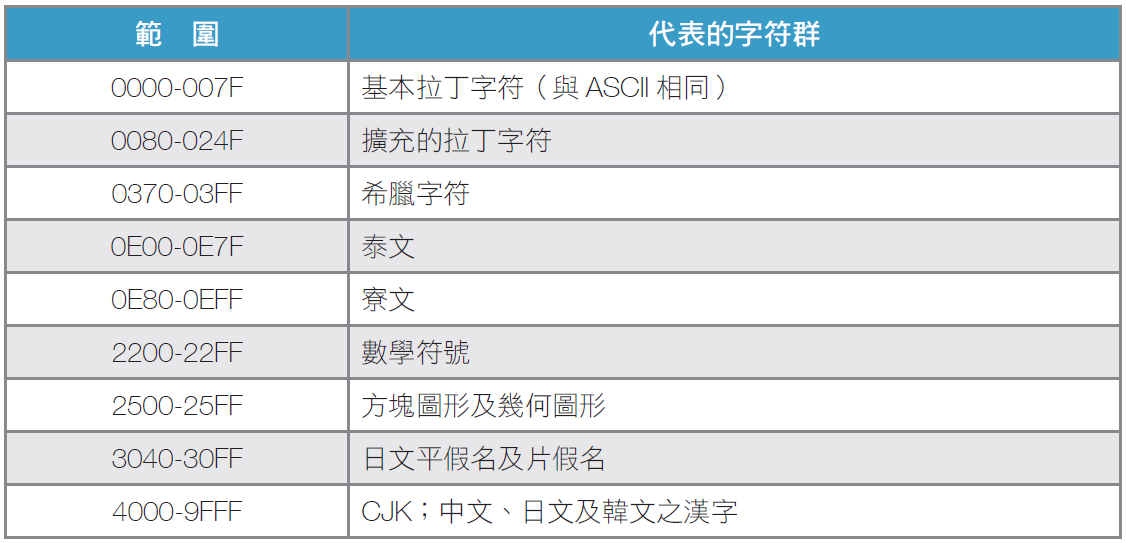 範 圍 代表的字符群
0000-007F 基本拉丁字符（與 ASCII 相同）
0080-024F 擴充的拉丁字符
0370-03FF 希臘字符
0E00-0E7F 泰文
0E80-0EFF 寮文
2200-22FF 數學符號
2500-25FF 方塊圖形及幾何圖形
3040-30FF 日文平假名及片假名
4000-9FFF CJK；中文、日文及韓文之漢字